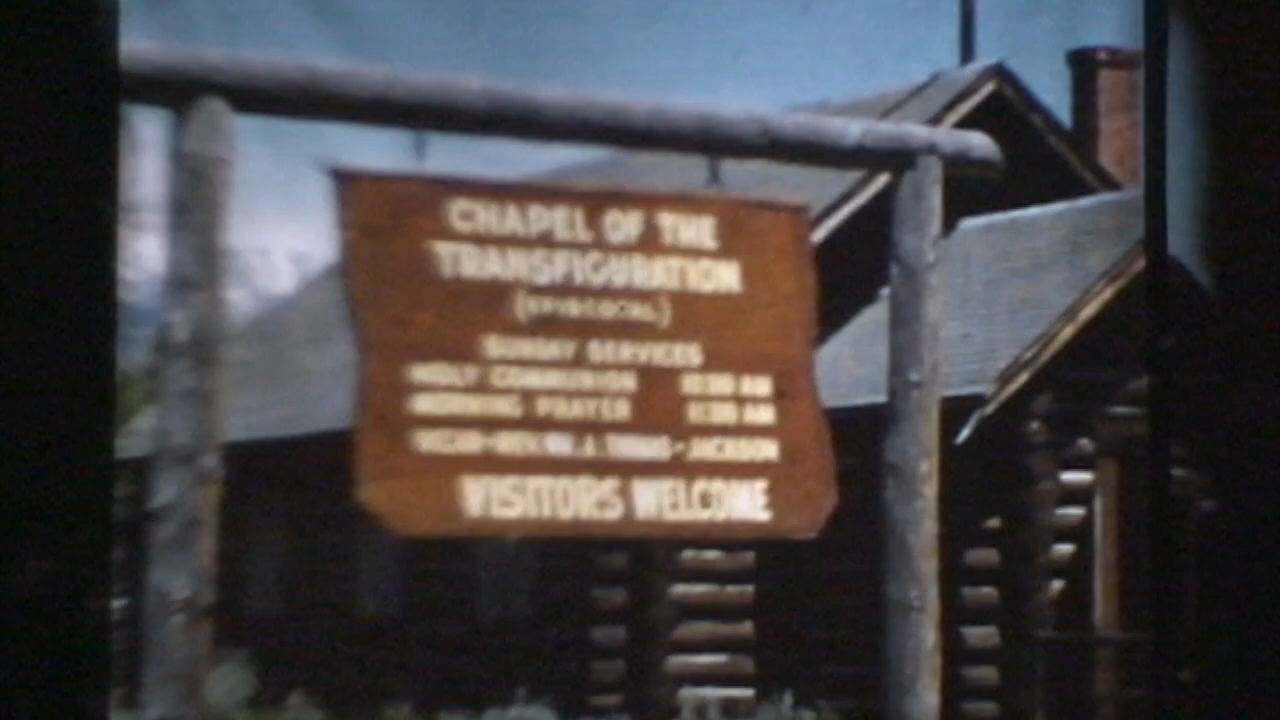 CHAPEL OF THE
TRANSFIGURATION
(EPISCOPAL)
SUNDAY SERVICES
HOLY COMMUNION
MORNING PRAYER
JACKSON
VISITORS WELCOME